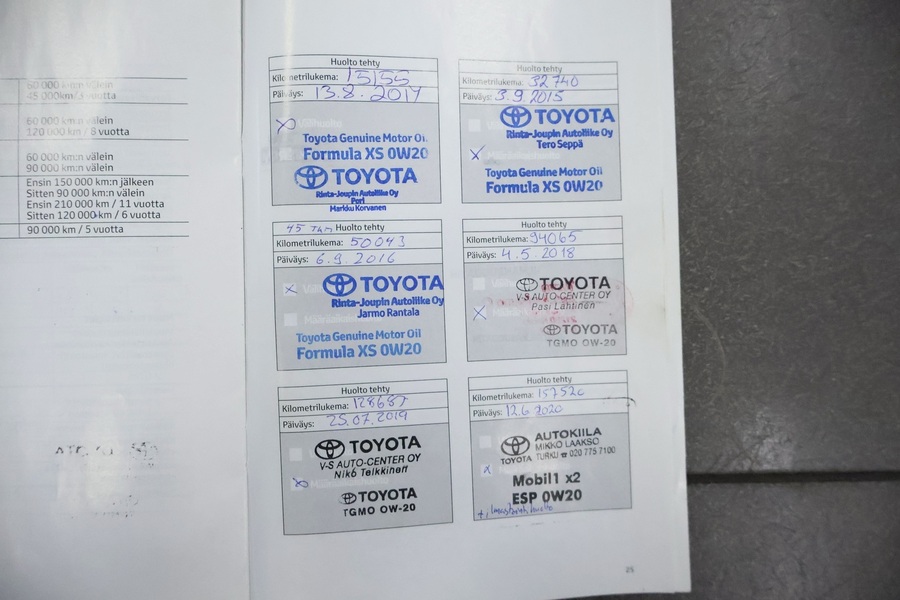 60 000 km:n välein
45 000km/3 vuotta
60 000 km:n välein
120 000 km / 8 vuotta
60 000 km:n välein
90 000 km:n välein
Ensin 150 000 km:n jälkeen
Sitten 90 000 km:n välein
Ensin 210 000 km / 11 vuotta
Sitten 120 000 km / 6 vuotta
90 000 km / 5 vuotta
Huolto tehty
Kilometrilukema: 15155
Päiväys: 13.8.2014
Toyota Genuine Motor Oil
Formula XS 0W20
TOYOTA
Rinta-Joupin Autoliike Oy
Pori
Markku Korvanen
Huolto tehty
Kilometrilukema: 32740
Päiväys: 3.9.2015
TOYOTA
Rinta-Joupin Autoliike Oy
Tero Seppä
Toyota Genuine Motor Oil
Formula XS 0W20
45 Tkm Huolto tehty
Kilometrilukema: 50043
Päiväys: 6.9.2016
TOYOTA
Rinta-Joupin Autoliike Oy
Jarmo Rantala
Toyota Genuine Motor Oil
Formula XS 0W20
Huolto tehty
Kilometrilukema: 94065
Päiväys: 4.5 2018
TOYOTA
V-S AUTO-CENTER OY
Pasi Lahtinen
TOYOTA
TGMO OW-20
Huolto tehty
Kilometrilukema: 128687
Päiväys: 25.07.2019
TOYOTA
V-S AUTO-CENTER OY
Niko Telkkinen
TOYOTA
TGMO OW-20
Huolto tehty
Kilometrilukema: 157520
Päiväys: 12.6 2020
AUTOKIILA
MIKKO LAAKSO
TOYOTA TURKU ☎ 020 775 7100
Mobil1 x2
ESP 0W20
25